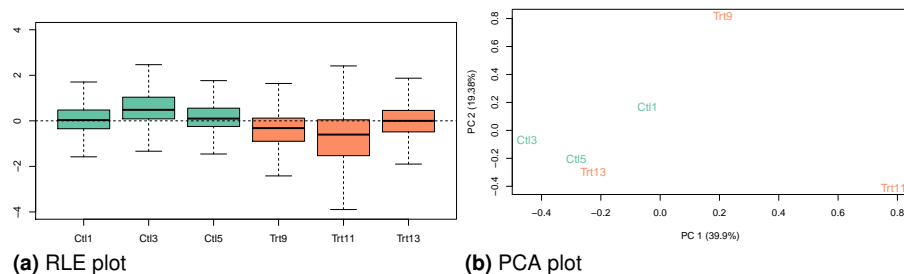 4
2
0
−2
−4
Ctl1 Ctl3 Ctl5 Trt9 Trt11 Trt13
(a) RLE plot
PC 2 (19.38%)
0.8
0.6
0.4
0.2
0.0
−0.2
−0.4
Trt9
Ctl1
Ctl3
Ctl5
Trt13
Trt11
−0.4 −0.2 0.0 0.2 0.4 0.6 0.8
PC 1 (39.9%)
(b) PCA plot